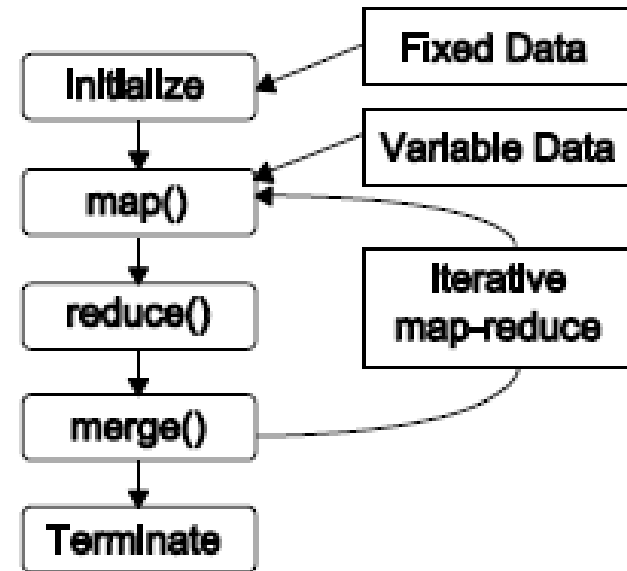 Fixed Data
Initialize
Variable Data
map()
Iterative
map-reduce
reduce()
merge()
Terminate